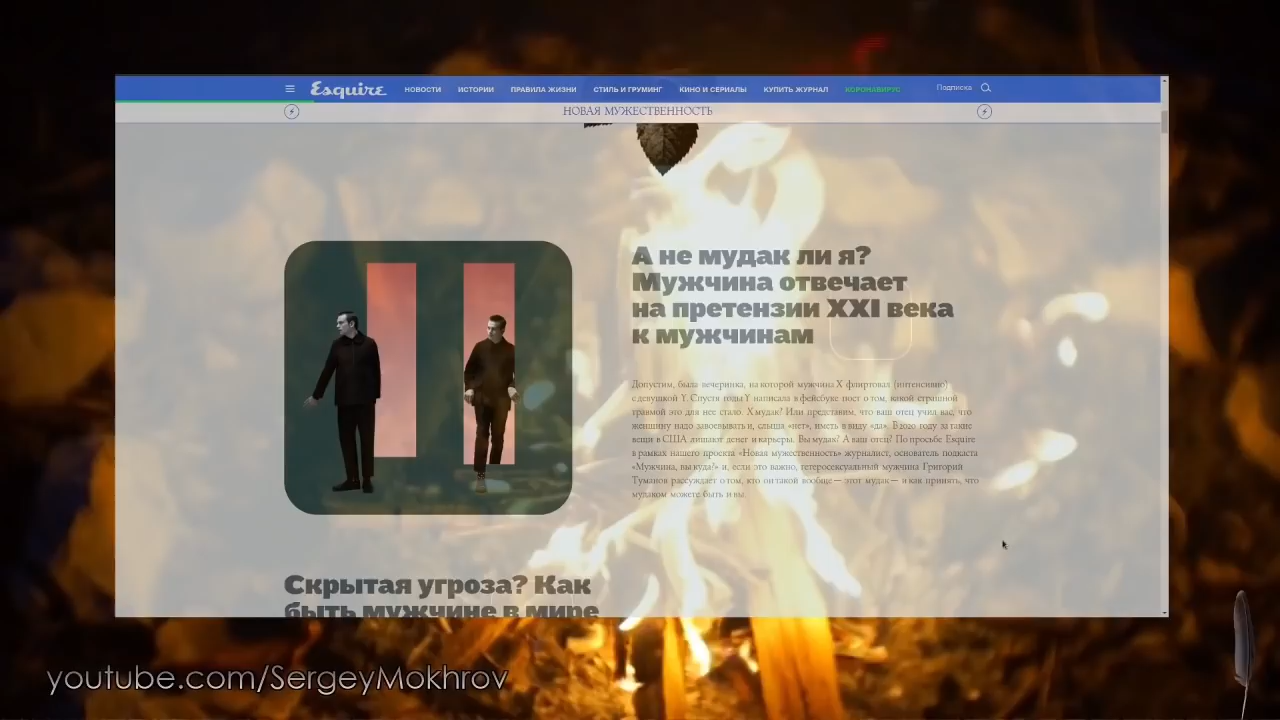 Esquire НОВОСТИ ИСТОРИИ ПРАВИЛА ЖИЗНИ СТИЛЬ И ГРУМИНГ КИНО И СЕРИАЛЫ КУПИТЬ ЖУРНАЛ КОРОНАВИРУС Подписка
НОВАЯ МУЖЕСТВЕННОСТЬ
А не мудак ли я?
Мужчина отвечает
на претензии XXI века
к мужчинам
Допустим, была вечеринка, на которой мужчина X флиртовал (интенсивно)
с девушкой Y. Спустя годы Y написала в фейсбуке пост о том, какой страшной
травмой это для нее стало. X мудак? Или представим, что ваш отец учил вас, что
женщину надо завоевывать и, слыша «нет», иметь в виду «да». В 2020 году за такие
вещи в США лишают денег и карьеры. Вы мудак? А ваш отец? По просьбе Esquire
в рамках нашего проекта «Новая мужественность» журналист, основатель подкаста
«Мужчина, вы куда?» и, если это важно, гетеросексуальный мужчина Григорий
Туманов рассуждает о том, кто он такой вообще — этот мудак — и как принять, что
мудаком можете быть и вы.
Скрытая угроза? Как
быть мужчине в мире
youtube.com/SergeyMokhrov